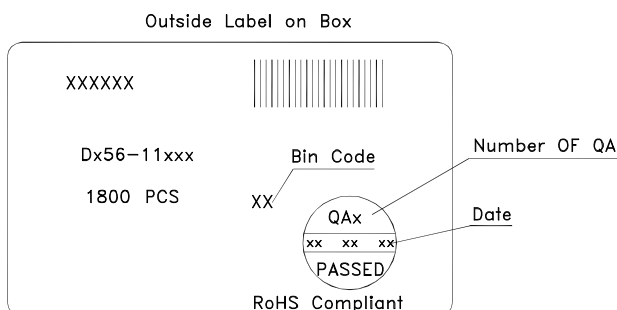 Outside Label on Box
XXXXXX
Dx56-11xxx
Bin Code
Number OF QA
1800 PCS
XX
QAx
Date
xx xx xx
PASSED
RoHS Compliant